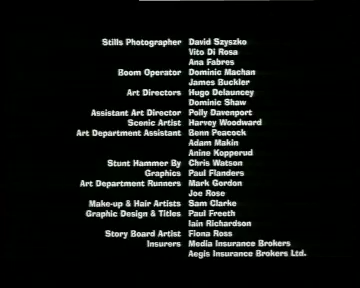 Stills Photographer David Szyszko
Vito Di Rosa
Ana Fabres
Boom Operator Dominic Machan
James Buckler
Art Directors Hugo Delauncey
Dominic Shaw
Assistant Art Director Polly Davenport
Scenic Artist Harvey Woodward
Art Department Assistant Benn Peacock
Adam Makin
Anine Kopperud
Stunt Hammer By Chris Watson
Graphics Paul Flanders
Art Department Runners Mark Gordon
Joe Rose
Make-up & Hair Artists Sam Clarke
Graphic Design & Titles Paul Freeth
Iain Richardson
Story Board Artist Fiona Ross
Insurers Media Insurance Brokers
Aegis Insurance Brokers Ltd.